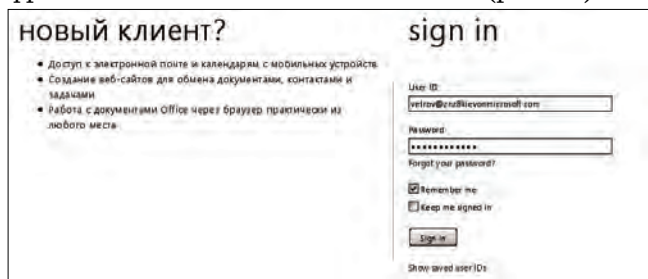 новый клиент?
• Доступ к электронной почте и календарям с мобильных устройств
• Создание веб-сайтов для обмена документами, контактами и
задачами
• Работа с документами Office через браузер практически из
любого места
sign in
User ID:
Password
••••••••••••
Forgot your password?
Remember me
Keep me signed in
Sign in
Show saved user IDs